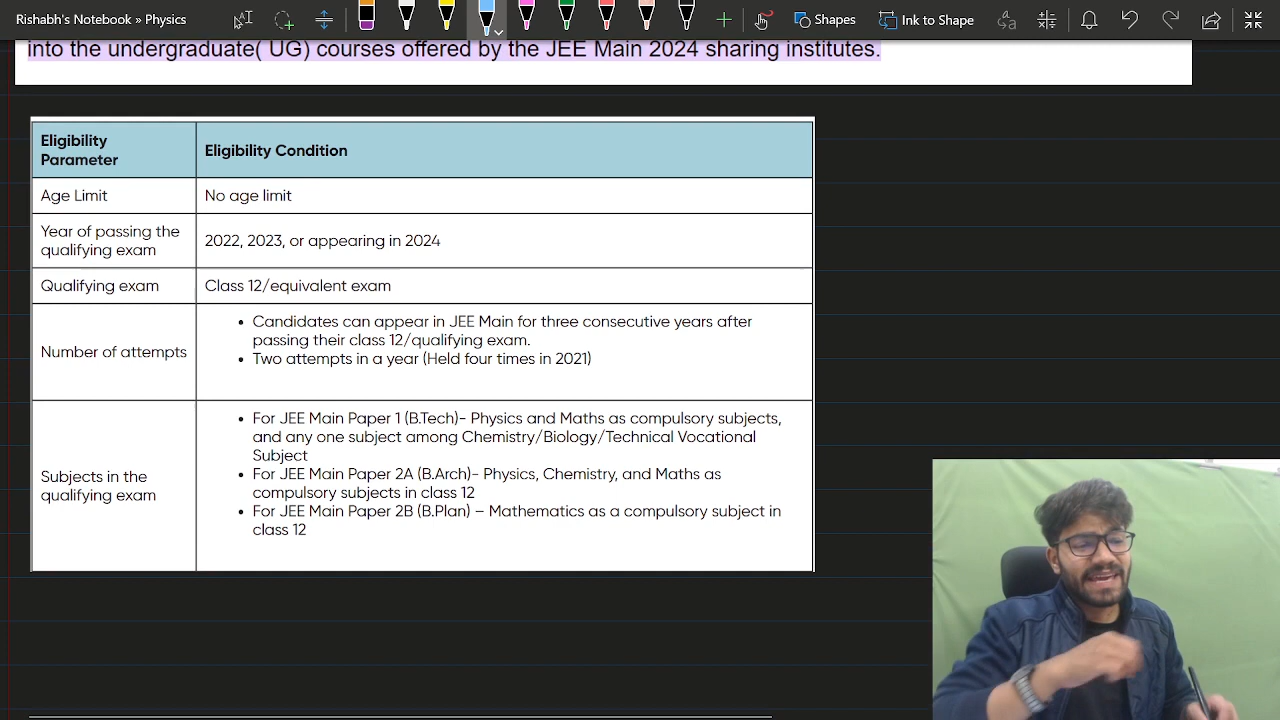 Rishabh's Notebook » Physics
Shapes
Ink to Shape
into the undergraduate( UG) courses offered by the JEE Main 2024 sharing institutes.
Eligibility
Parameter
Eligibility Condition
Age Limit
No age limit
Year of passing the
qualifying exam
2022, 2023, or appearing in 2024
Qualifying exam
Class 12/equivalent exam
Number of attempts
• Candidates can appear in JEE Main for three consecutive years after
passing their class 12/qualifying exam.
• Two attempts in a year (Held four times in 2021)
Subjects in the
qualifying exam
• For JEE Main Paper 1 (B.Tech)- Physics and Maths as compulsory subjects,
and any one subject among Chemistry/Biology/Technical Vocational
Subject
• For JEE Main Paper 2A (B.Arch)- Physics, Chemistry, and Maths as
compulsory subjects in class 12
• For JEE Main Paper 2B (B.Plan) – Mathematics as a compulsory subject in
class 12